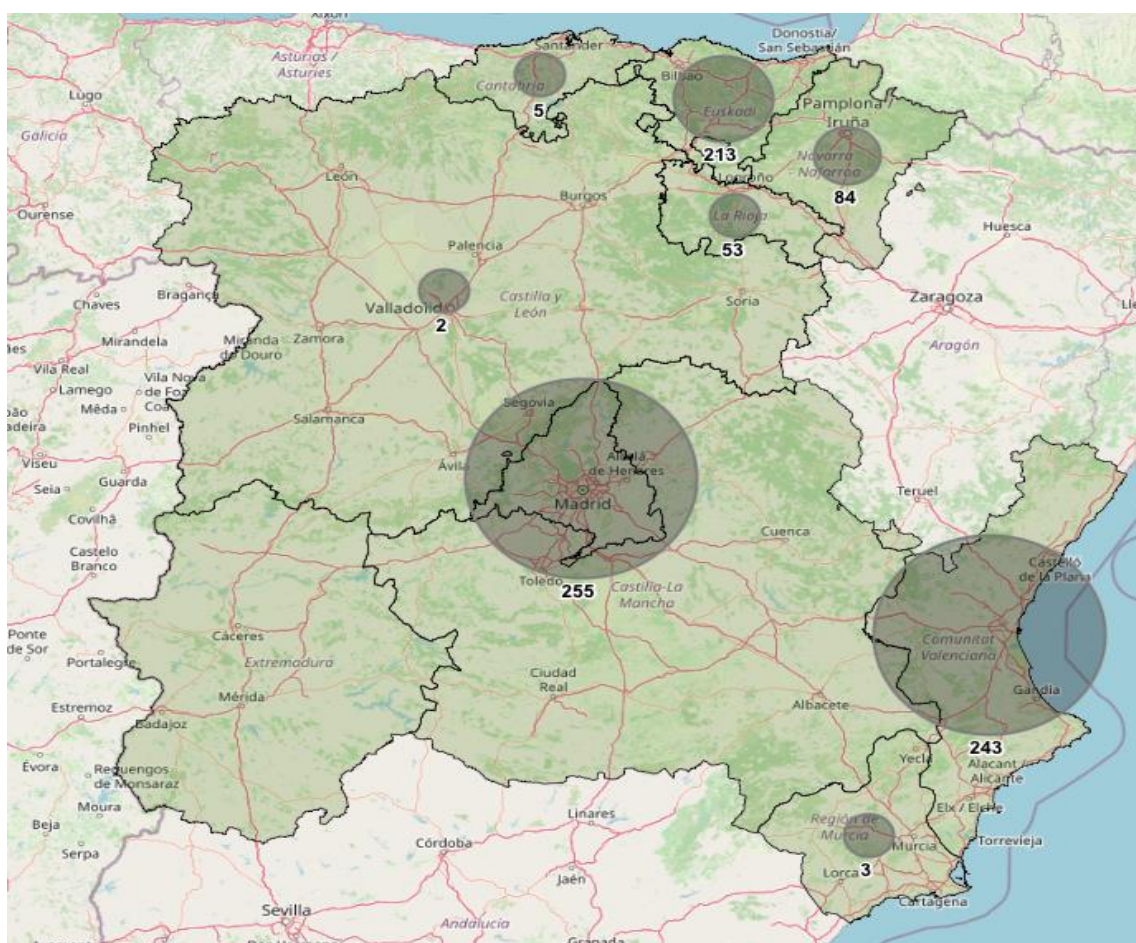 Gijón
Santander
Donostia/
San Sebastián
Asturias /
Asturies
Bilbao
Cantabria
Lugo
5
Euskadi
Pamplona /
Iruña
Galicia
213
Navarra
- Nafarroa
León
Logroño
84
Ourense
Burgos
La Rioja
Huesca
53
Palencia
Chaves
Bragança
Valladolid
Castilla y
León
Soria
Zaragoza
2
Mirandela
Miranda
do Douro
Zamora
Aragón
Vila Real
Lamego
Vila Nova
de Foz
Coa
Mêda
Pinhel
Salamanca
Segovia
Viseu
Ávila
Alcalá
de Henares
Seia
Guarda
Madrid
Teruel
Covilhã
Cuenca
Castelo
Branco
Toledo
255
Castilla-La
Mancha
Castelló
de la Plana
Ponte
de Sor
Cáceres
Portalegre
Extremadura
Comunitat
Valenciana
Ciudad
Real
Mérida
Gandia
Estremoz
Badajoz
Albacete
243
Évora
Reguengos
de Monsaraz
Yecla
Alacant /
Alicante
Moura
Linares
Elx / Elche
Beja
Región de
Murcia
Murcia
Torrevieja
Serpa
Córdoba
3
Lorca
Jaén
Cartagena
Sevilla
Andalucía
Dos Hermanas
Granada